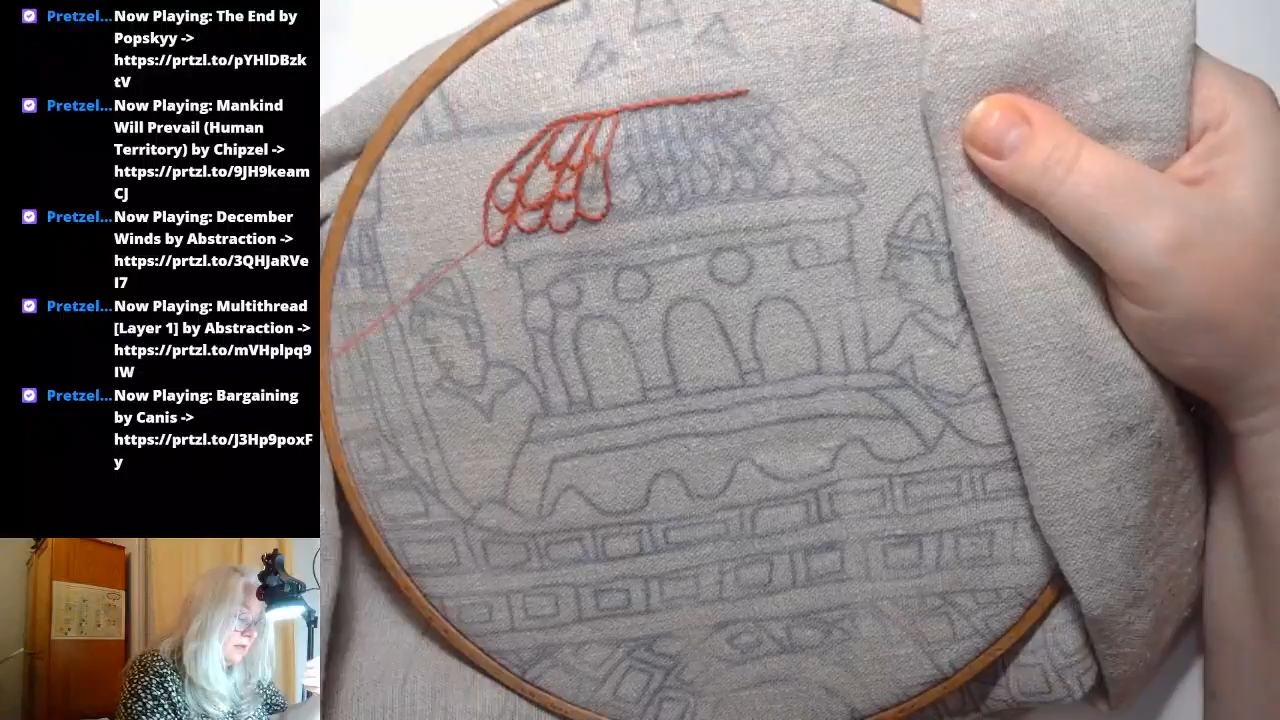 Pretzel... Now Playing: The End by
Popskyy ->
https://prtzl.to/pYHlDBzk
tV
Pretzel... Now Playing: Mankind
Will Prevail (Human
Territory) by Chipzel ->
https://prtzl.to/9JH9keam
CJ
Pretzel... Now Playing: December
Winds by Abstraction ->
https://prtzl.to/3QHJaRVe
I7
Pretzel... Now Playing: Multithread
[Layer 1] by Abstraction ->
https://prtzl.to/mVHplpq9
IW
Pretzel... Now Playing: Bargaining
by Canis ->
https://prtzl.to/J3Hp9poxF
y